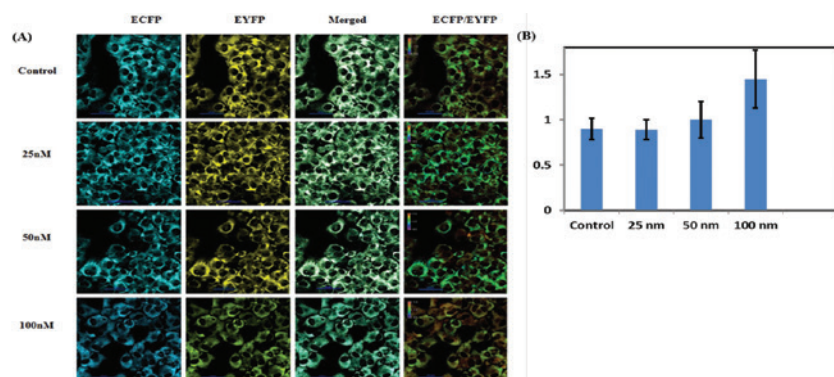 ECFP EYFP Merged ECFP/EYFP
(A)
Control
25nM
50nM
100nM
(B)
1.5
1
0.5
0
Control 25 nm 50 nm 100 nm